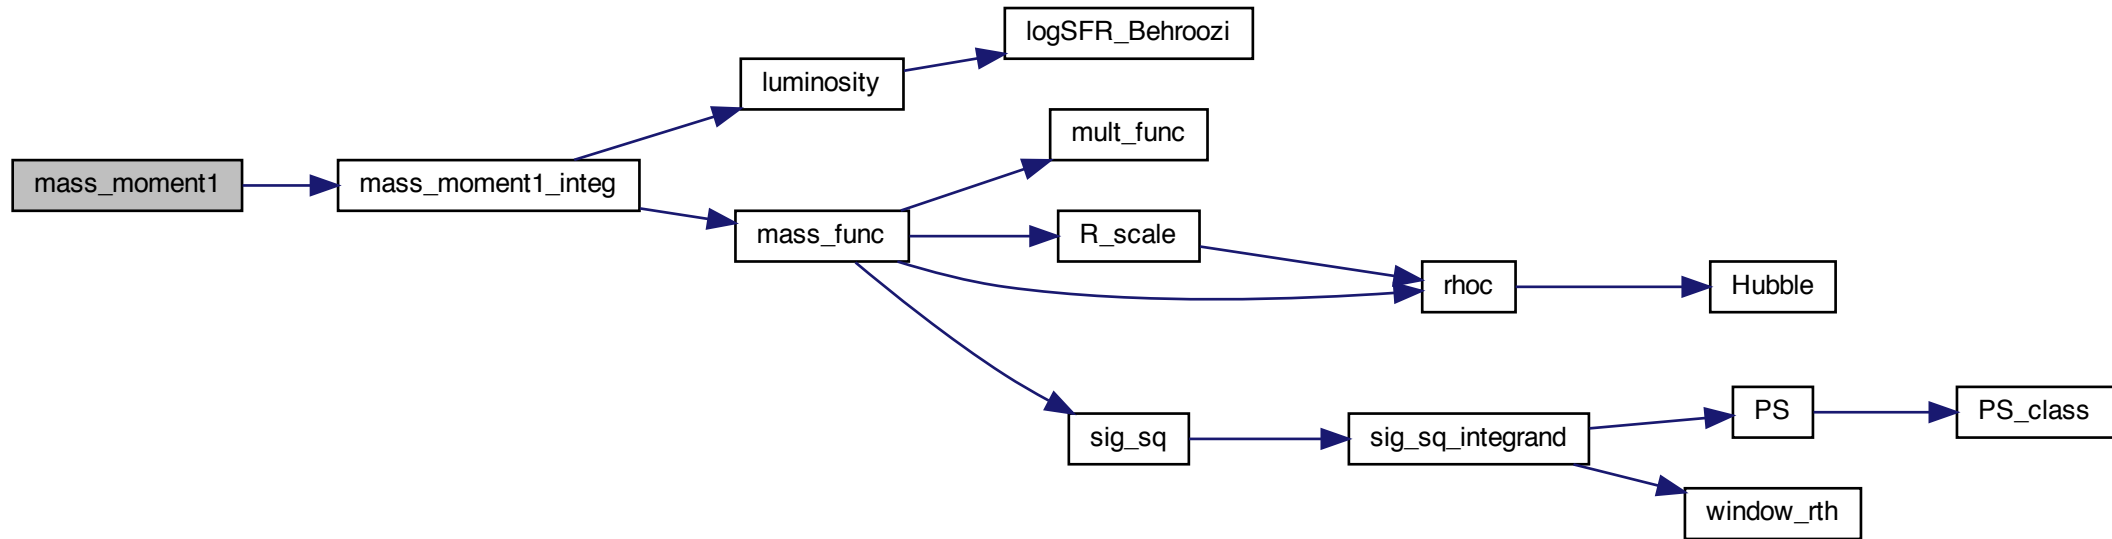 logSFR_Behroozi
luminosity
mult_func
mass_moment1
mass_moment1_integ
mass_func
R_scale
rhoc
Hubble
sig_sq
sig_sq_integrand
PS
PS_class
window_rth